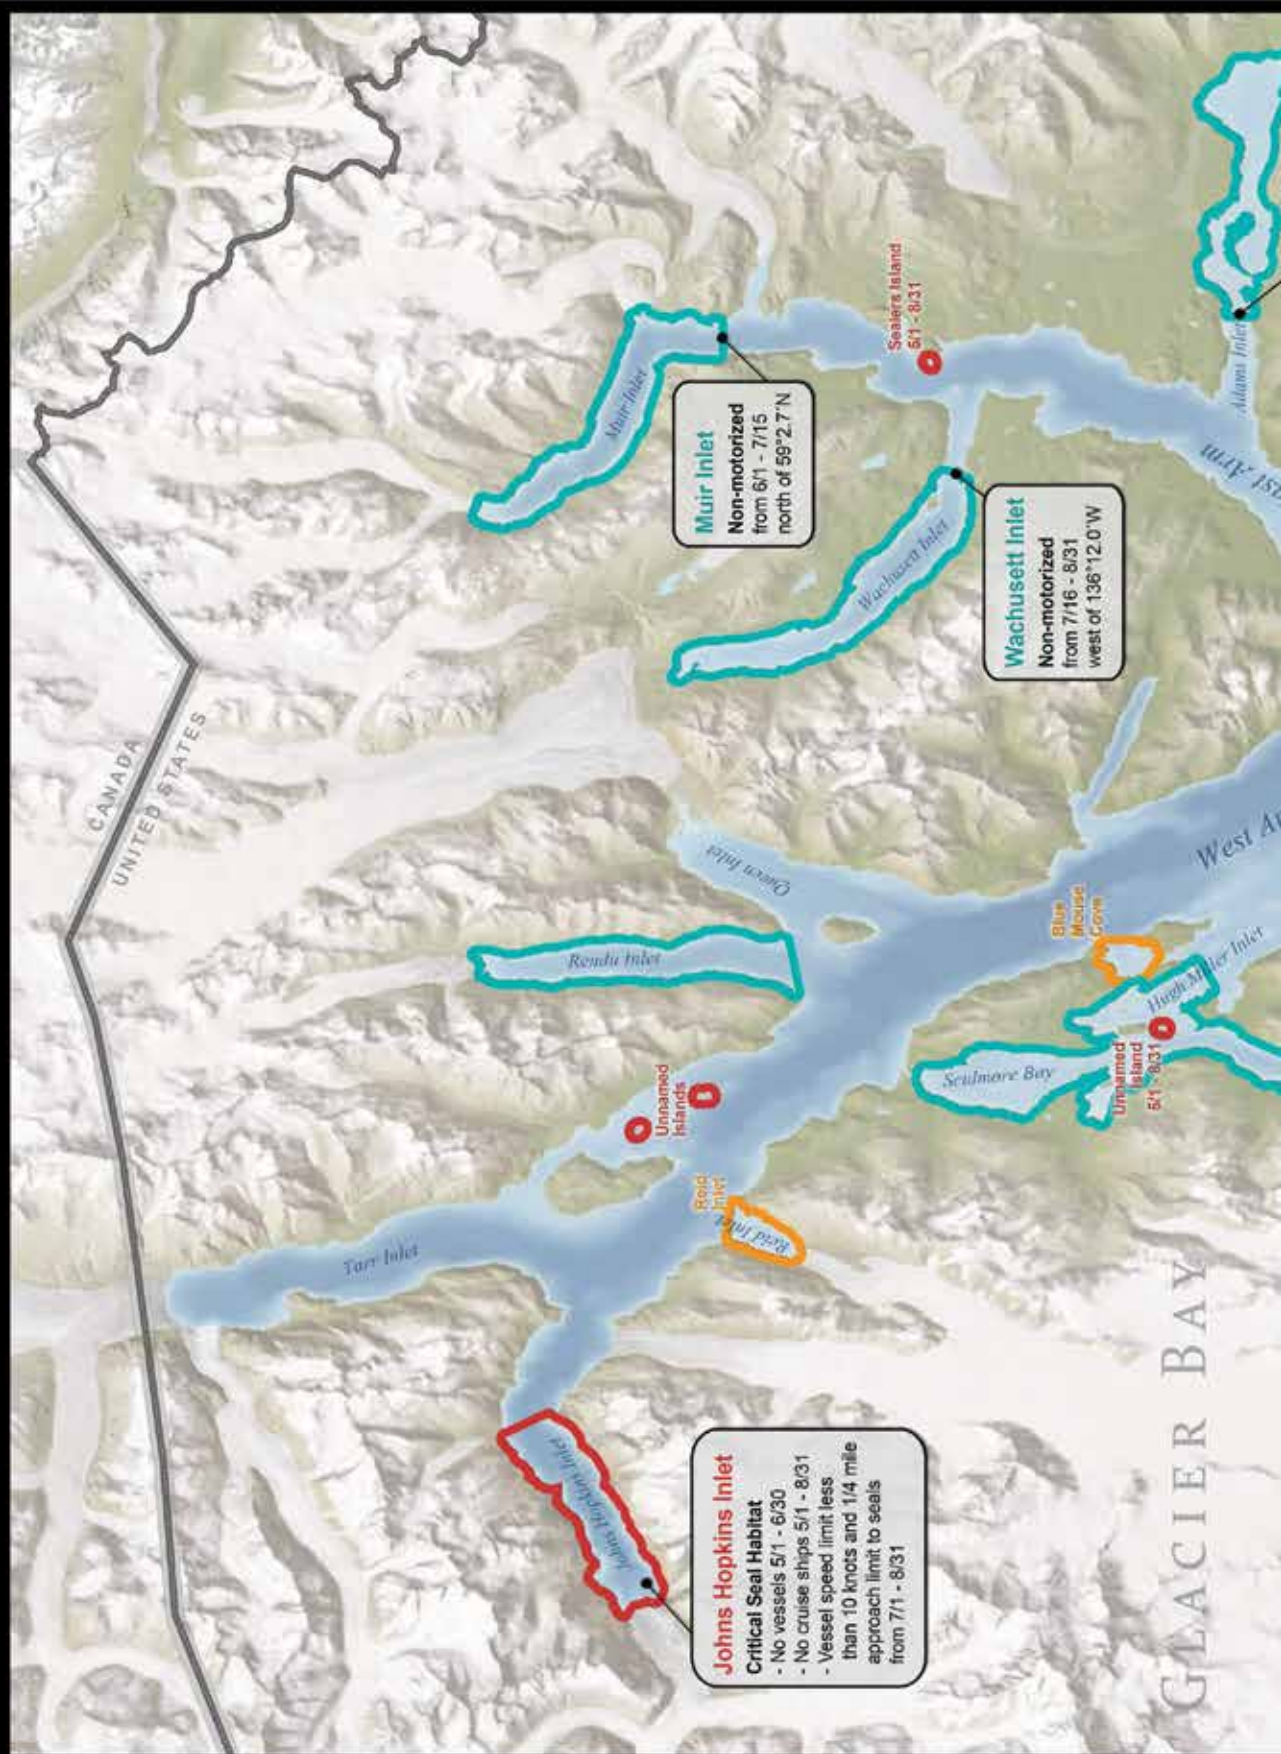 CANADA
UNITED STATES
Muir Inlet
Muir Inlet
Non-motorized
from 6/1 - 7/15
north of 59°2.7'N
Sealers Island
5/1 - 8/31
Adams Inlet
Wachusett Inlet
Wachusett Inlet
Non-motorized
from 7/16 - 8/31
west of 136°12.0'W
Queen Inlet
Rendu Inlet
West
Blue
Mouse
Cove
Hugh Miller Inlet
Scidmore Bay
Unnamed
Island
5/1 - 8/31
Unnamed
Islands
Reid
Inlet
Reid Inlet
Tarr Inlet
Johns Hopkins Inlet
Johns Hopkins Inlet
Critical Seal Habitat
- No vessels 5/1 - 6/30
- No cruise ships 5/1 - 8/31
- Vessel speed limit less
than 10 knots and 1/4 mile
approach limit to seals
from 7/1 - 8/31
GLACIER BAY